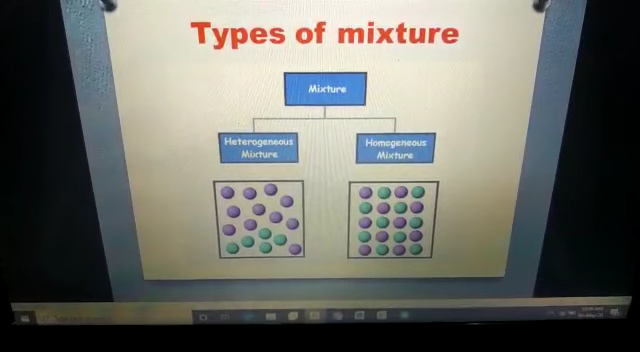 Types of mixture
Mixture
Heterogeneous
Mixture
Homogeneous
Mixture